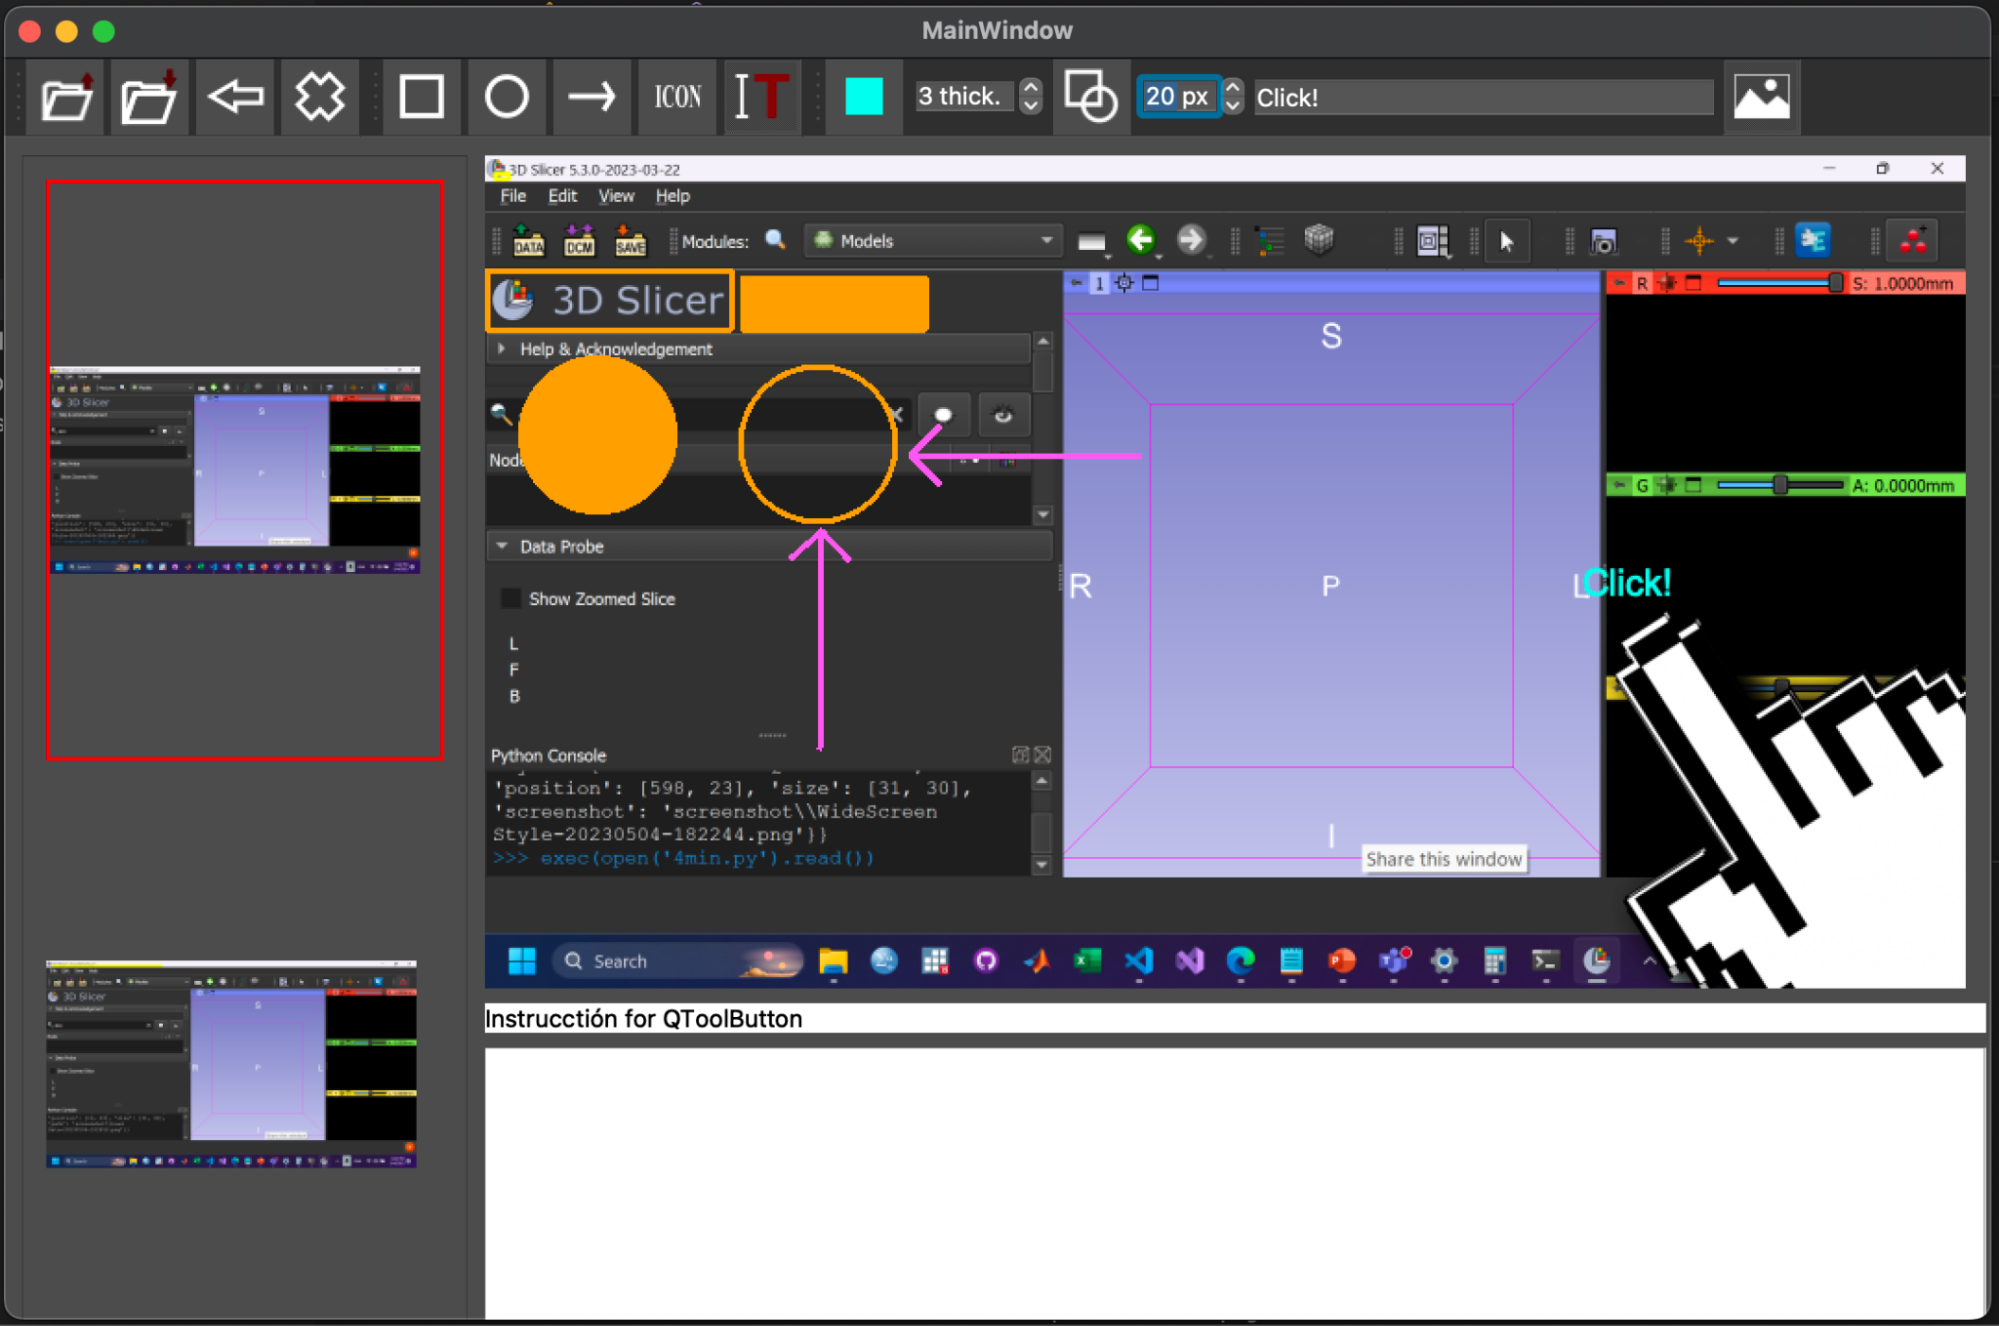 MainWindow
ICON
T
3 thick.
20 px
Click!
3D Slicer 5.3.0-2023-03-22
File Edit View Help
DATA DCM SAVE Modules: Models
3D Slicer
1
R S: 1.0000mm
Help & Acknowledgement
S
Node
G A: 0.0000mm
Data Probe
R P L
Click!
Show Zoomed Slice
L
F
B
Python Console
'position': [598, 23], 'size': [31, 30],
'screenshot': 'screenshot\\WideScreen
Style-20230504-182244.png'}}
>>> exec(open('4min.py').read())
I
Share this window
Search
Instrucctión for QToolButton